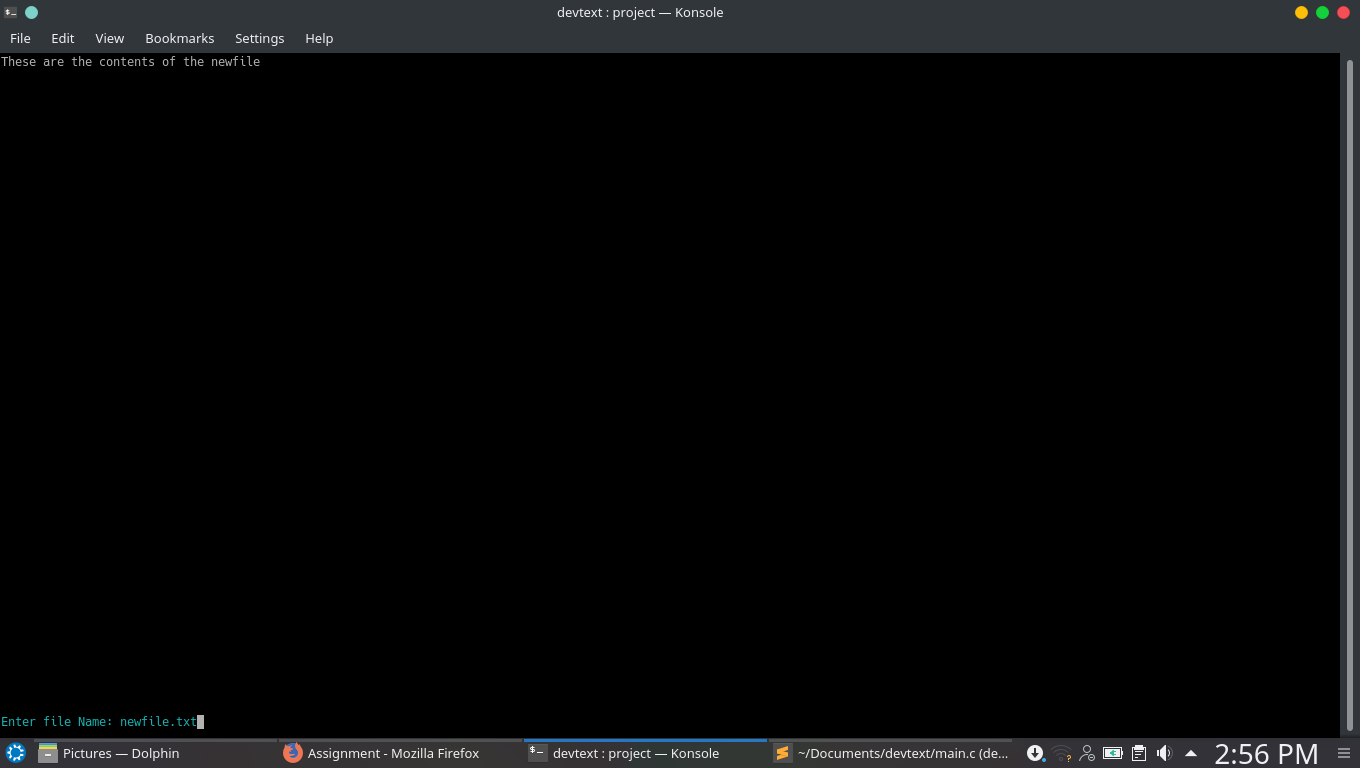 devtext : project — Konsole
File Edit View Bookmarks Settings Help
These are the contents of the newfile
Enter file Name: newfile.txt
Pictures — Dolphin
Assignment - Mozilla Firefox
devtext : project — Konsole
~/Documents/devtext/main.c (de...
2:56 PM